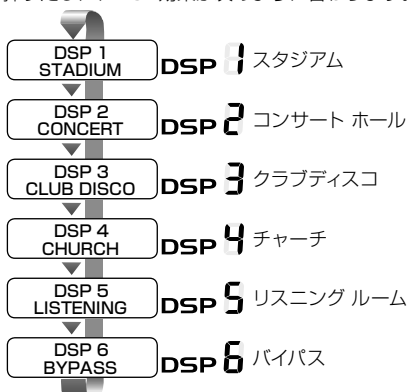 DSP 1
STADIUM
DSP 1 スタジアム
DSP 2
CONCERT
DSP 2 コンサート ホール
DSP 3
CLUB DISCO
DSP 3 クラブディスコ
DSP 4
CHURCH
DSP 4 チャーチ
DSP 5
LISTENING
DSP 5 リスニング ルーム
DSP 6
BYPASS
DSP 6 バイパス